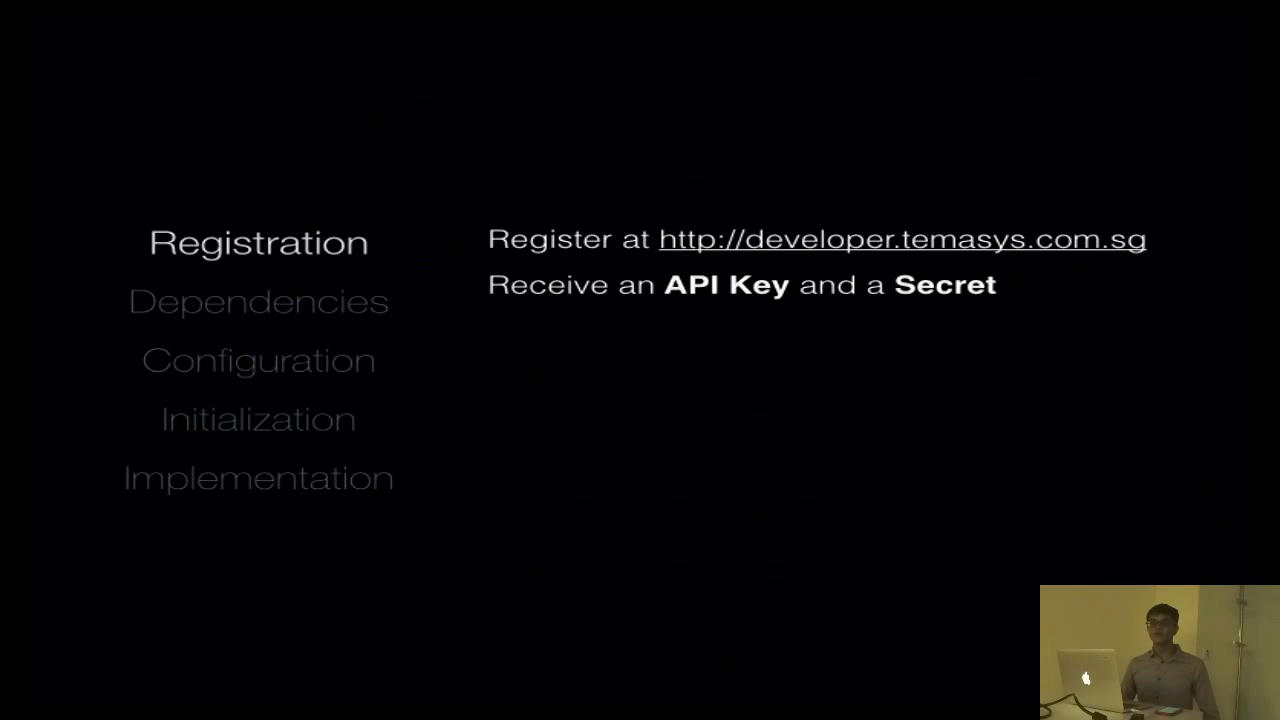 Registration
Dependencies
Configuration
Initialization
Implementation
Register at http://developer.temasys.com.sg
Receive an API Key and a Secret